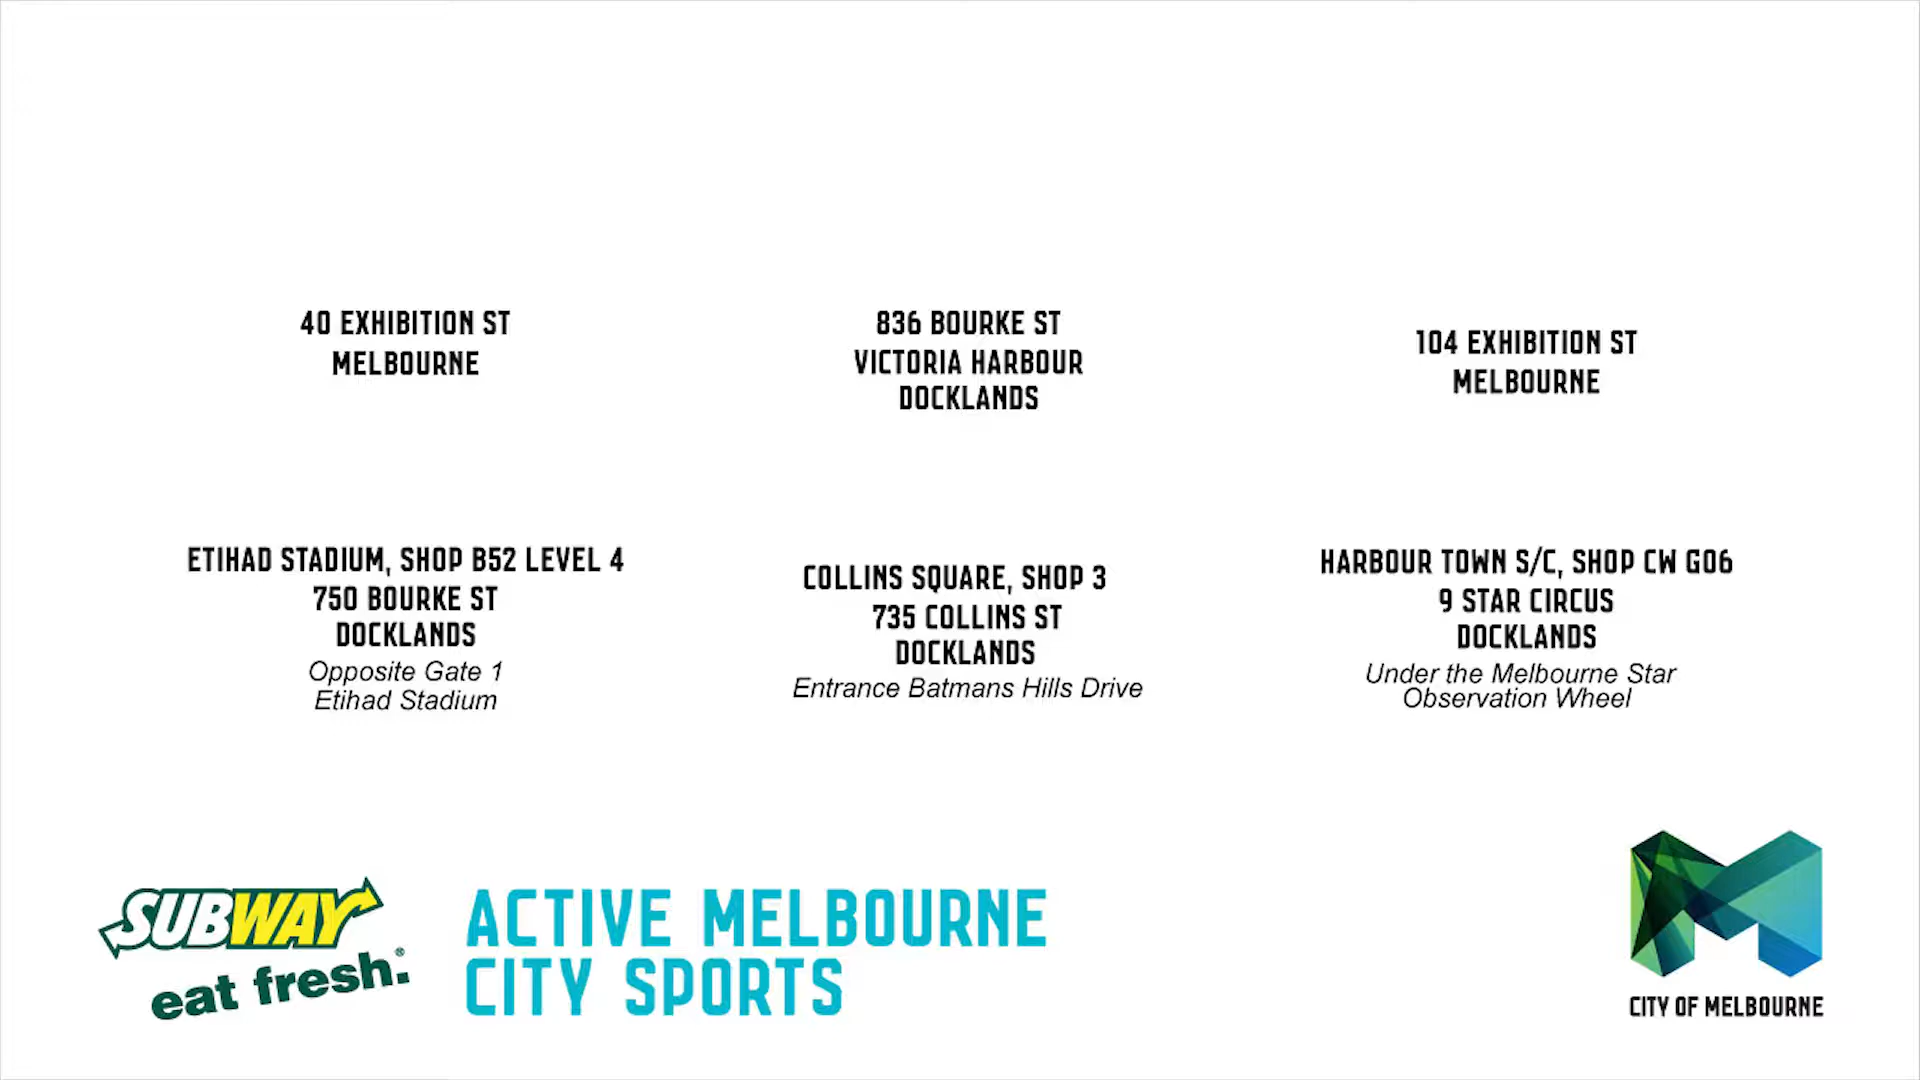 40 EXHIBITION ST
MELBOURNE
836 BOURKE ST
VICTORIA HARBOUR
DOCKLANDS
104 EXHIBITION ST
MELBOURNE
ETIHAD STADIUM, SHOP B52 LEVEL 4
750 BOURKE ST
DOCKLANDS
Opposite Gate 1
Etihad Stadium
COLLINS SQUARE, SHOP 3
735 COLLINS ST
DOCKLANDS
Entrance Batmans Hills Drive
HARBOUR TOWN S/C, SHOP CW G06
9 STAR CIRCUS
DOCKLANDS
Under the Melbourne Star
Observation Wheel
SUBWAY
eat fresh.®
ACTIVE MELBOURNE
CITY SPORTS
CITY OF MELBOURNE